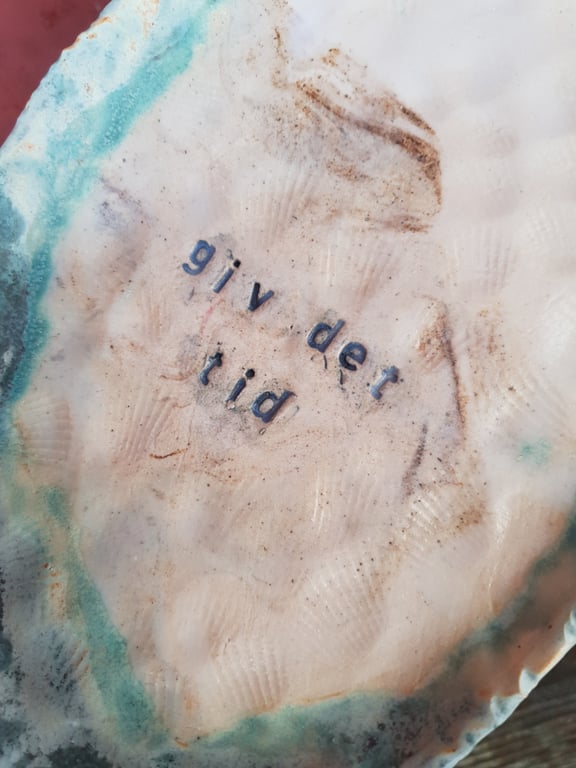 giv det
tid